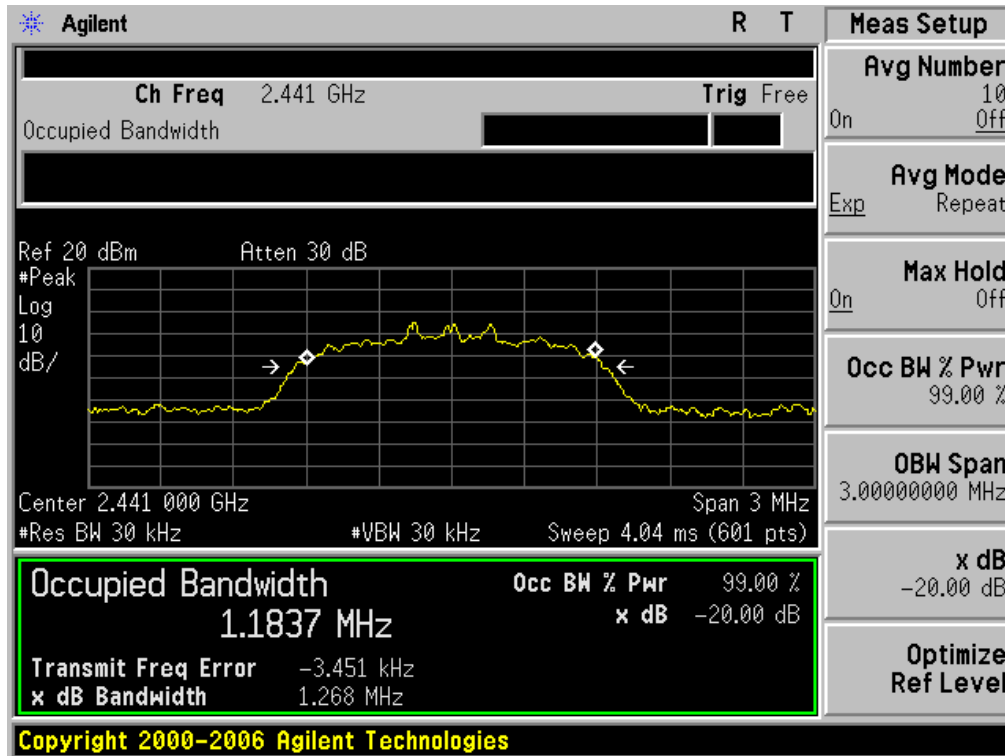 Agilent R T
Ch Freq 2.441 GHz Trig Free
Occupied Bandwidth
Ref 20 dBm Atten 30 dB
#Peak
Log
10
dB/
Center 2.441 000 GHz Span 3 MHz
#Res BW 30 kHz #VBW 30 kHz Sweep 4.04 ms (601 pts)
Occupied Bandwidth Occ BW % Pwr 99.00 %
1.1837 MHz x dB -20.00 dB
Transmit Freq Error -3.451 kHz
x dB Bandwidth 1.268 MHz
Copyright 2000-2006 Agilent Technologies
Meas Setup
Avg Number
10
On Off
Avg Mode
Exp Repeat
Max Hold
On Off
Occ BW % Pwr
99.00 %
OBW Span
3.00000000 MHz
x dB
-20.00 dB
Optimize
Ref Level